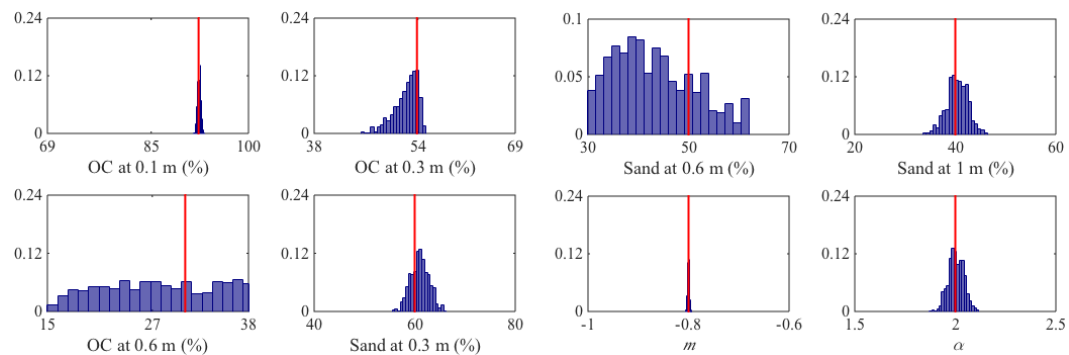 0.24
0.12
0
69 85 100
OC at 0.1 m (%)
0.24
0.12
0
38 54 69
OC at 0.3 m (%)
0.1
0.05
0
30 50 70
Sand at 0.6 m (%)
0.24
0.12
0
20 40 60
Sand at 1 m (%)
0.24
0.12
0
15 27 38
OC at 0.6 m (%)
0.24
0.12
0
40 60 80
Sand at 0.3 m (%)
0.24
0.12
0
-1 -0.8 -0.6
m
0.24
0.12
0
1.5 2 2.5
α